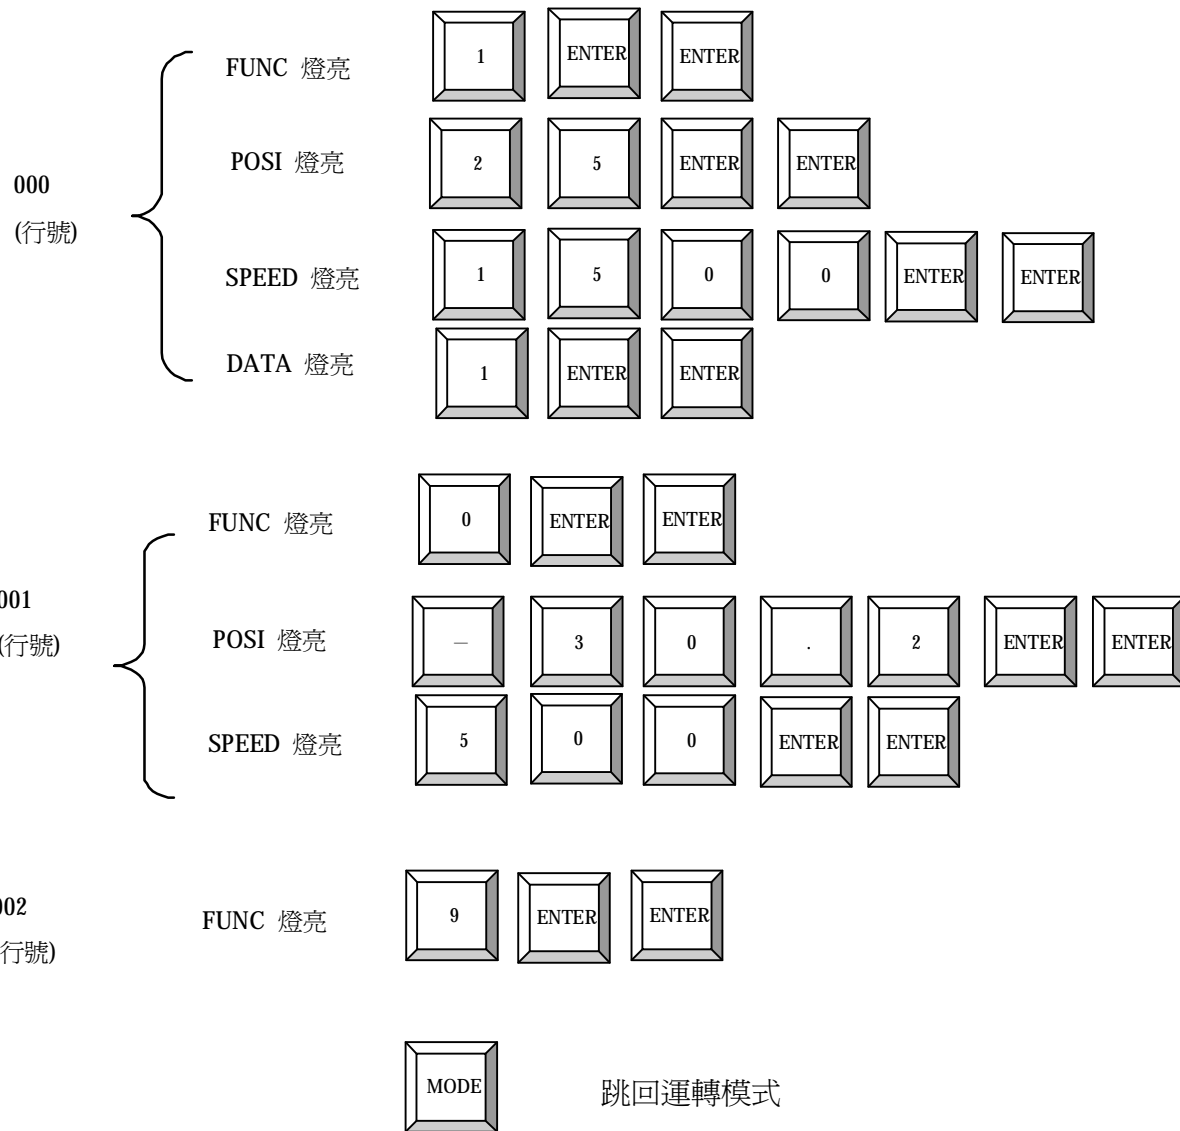 FUNC 燈亮 1 ENTER ENTER
POSI 燈亮 2 5 ENTER ENTER
000
(行號)
SPEED 燈亮 1 5 0 0 ENTER ENTER
DATA 燈亮 1 ENTER ENTER
FUNC 燈亮 0 ENTER ENTER
001
(行號)
POSI 燈亮 — 3 0 . 2 ENTER ENTER
SPEED 燈亮 5 0 0 ENTER ENTER
002
行號)
FUNC 燈亮 9 ENTER ENTER
MODE 跳回運轉模式